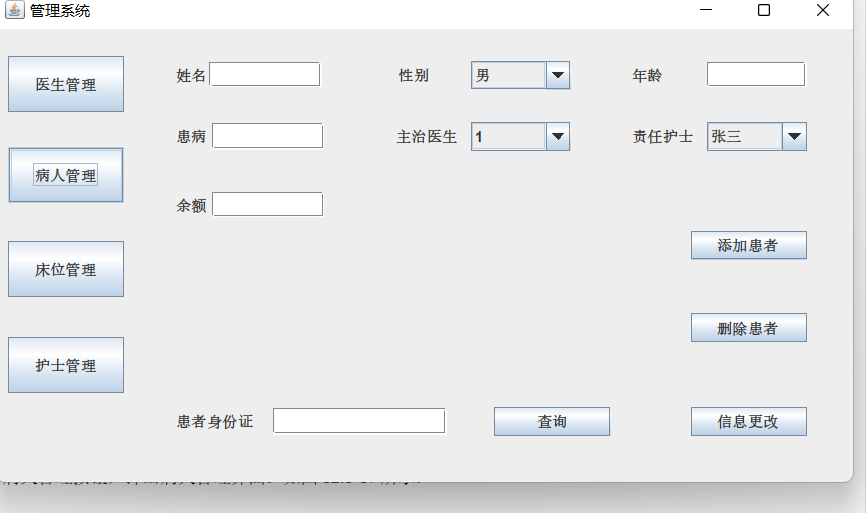 管理系统
医生管理
姓名
性别
男
年龄
病人管理
患病
主治医生
1
责任护士
张三
余额
床位管理
添加患者
删除患者
护士管理
患者身份证
查询
信息更改